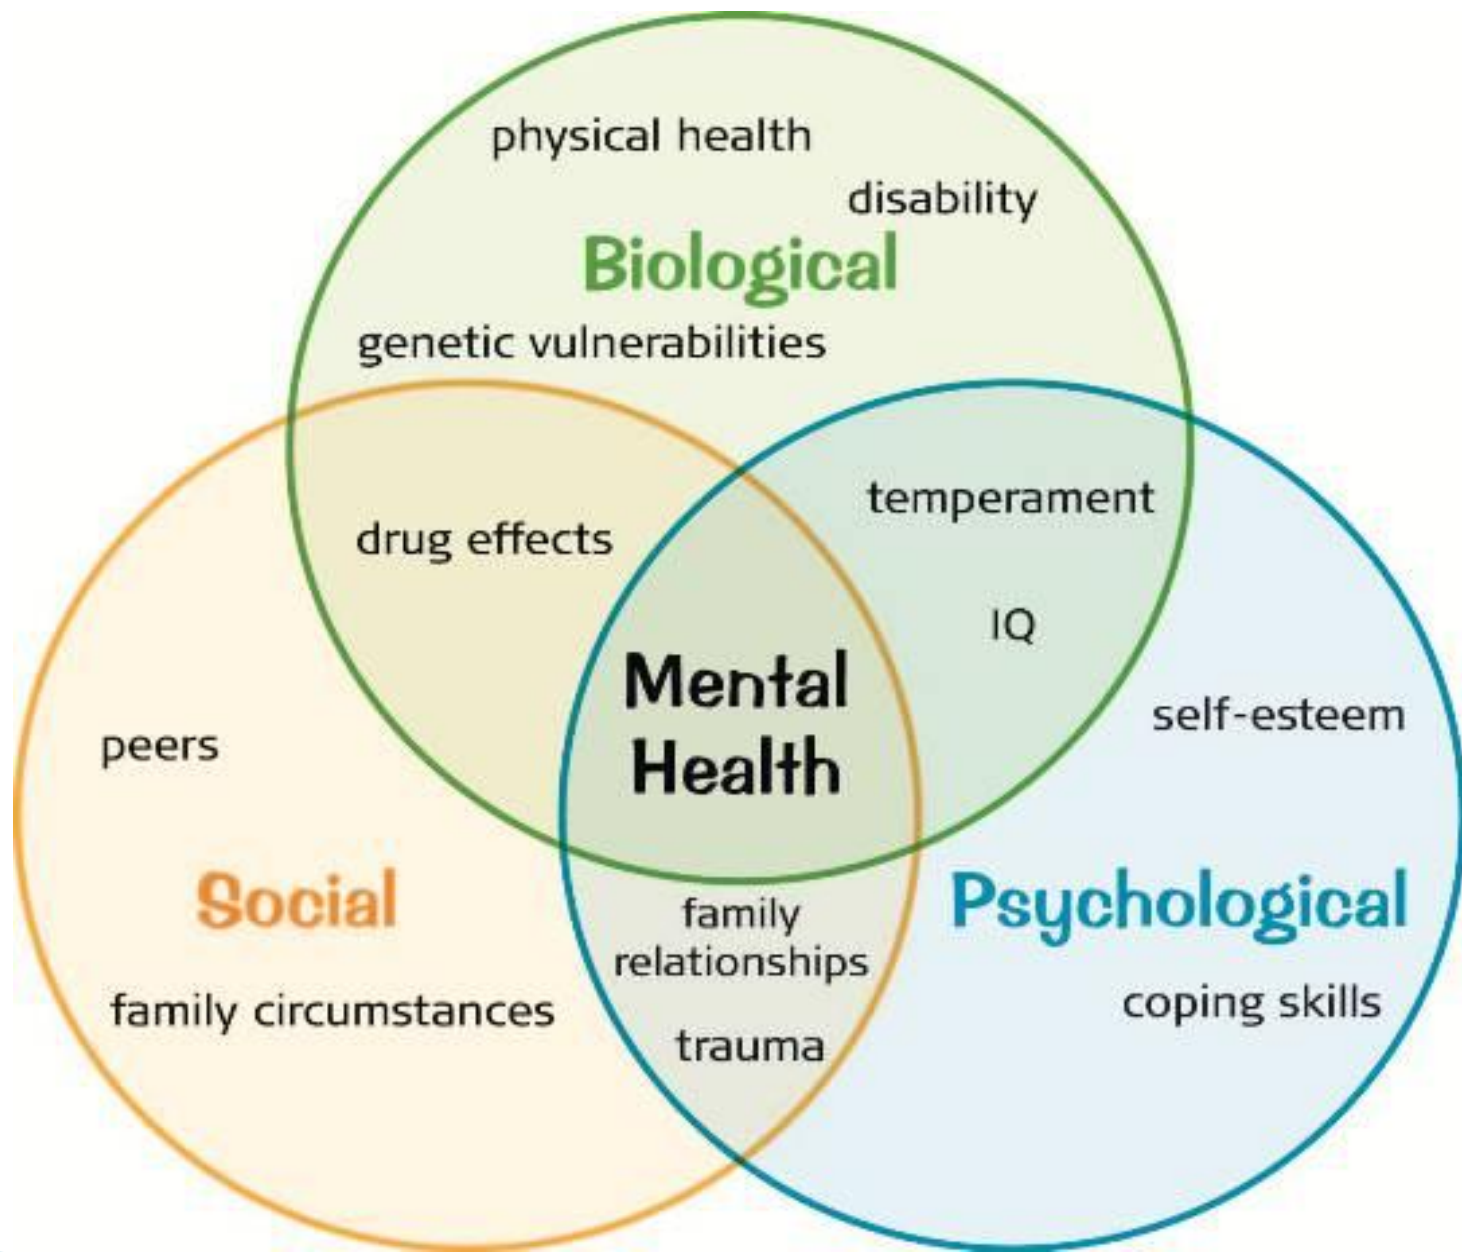 physical health
disability
Biological
genetic vulnerabilities
temperament
drug effects
IQ
Mental
Health
self-esteem
peers
Social
Psychological
family
relationships
family circumstances
coping skills
trauma